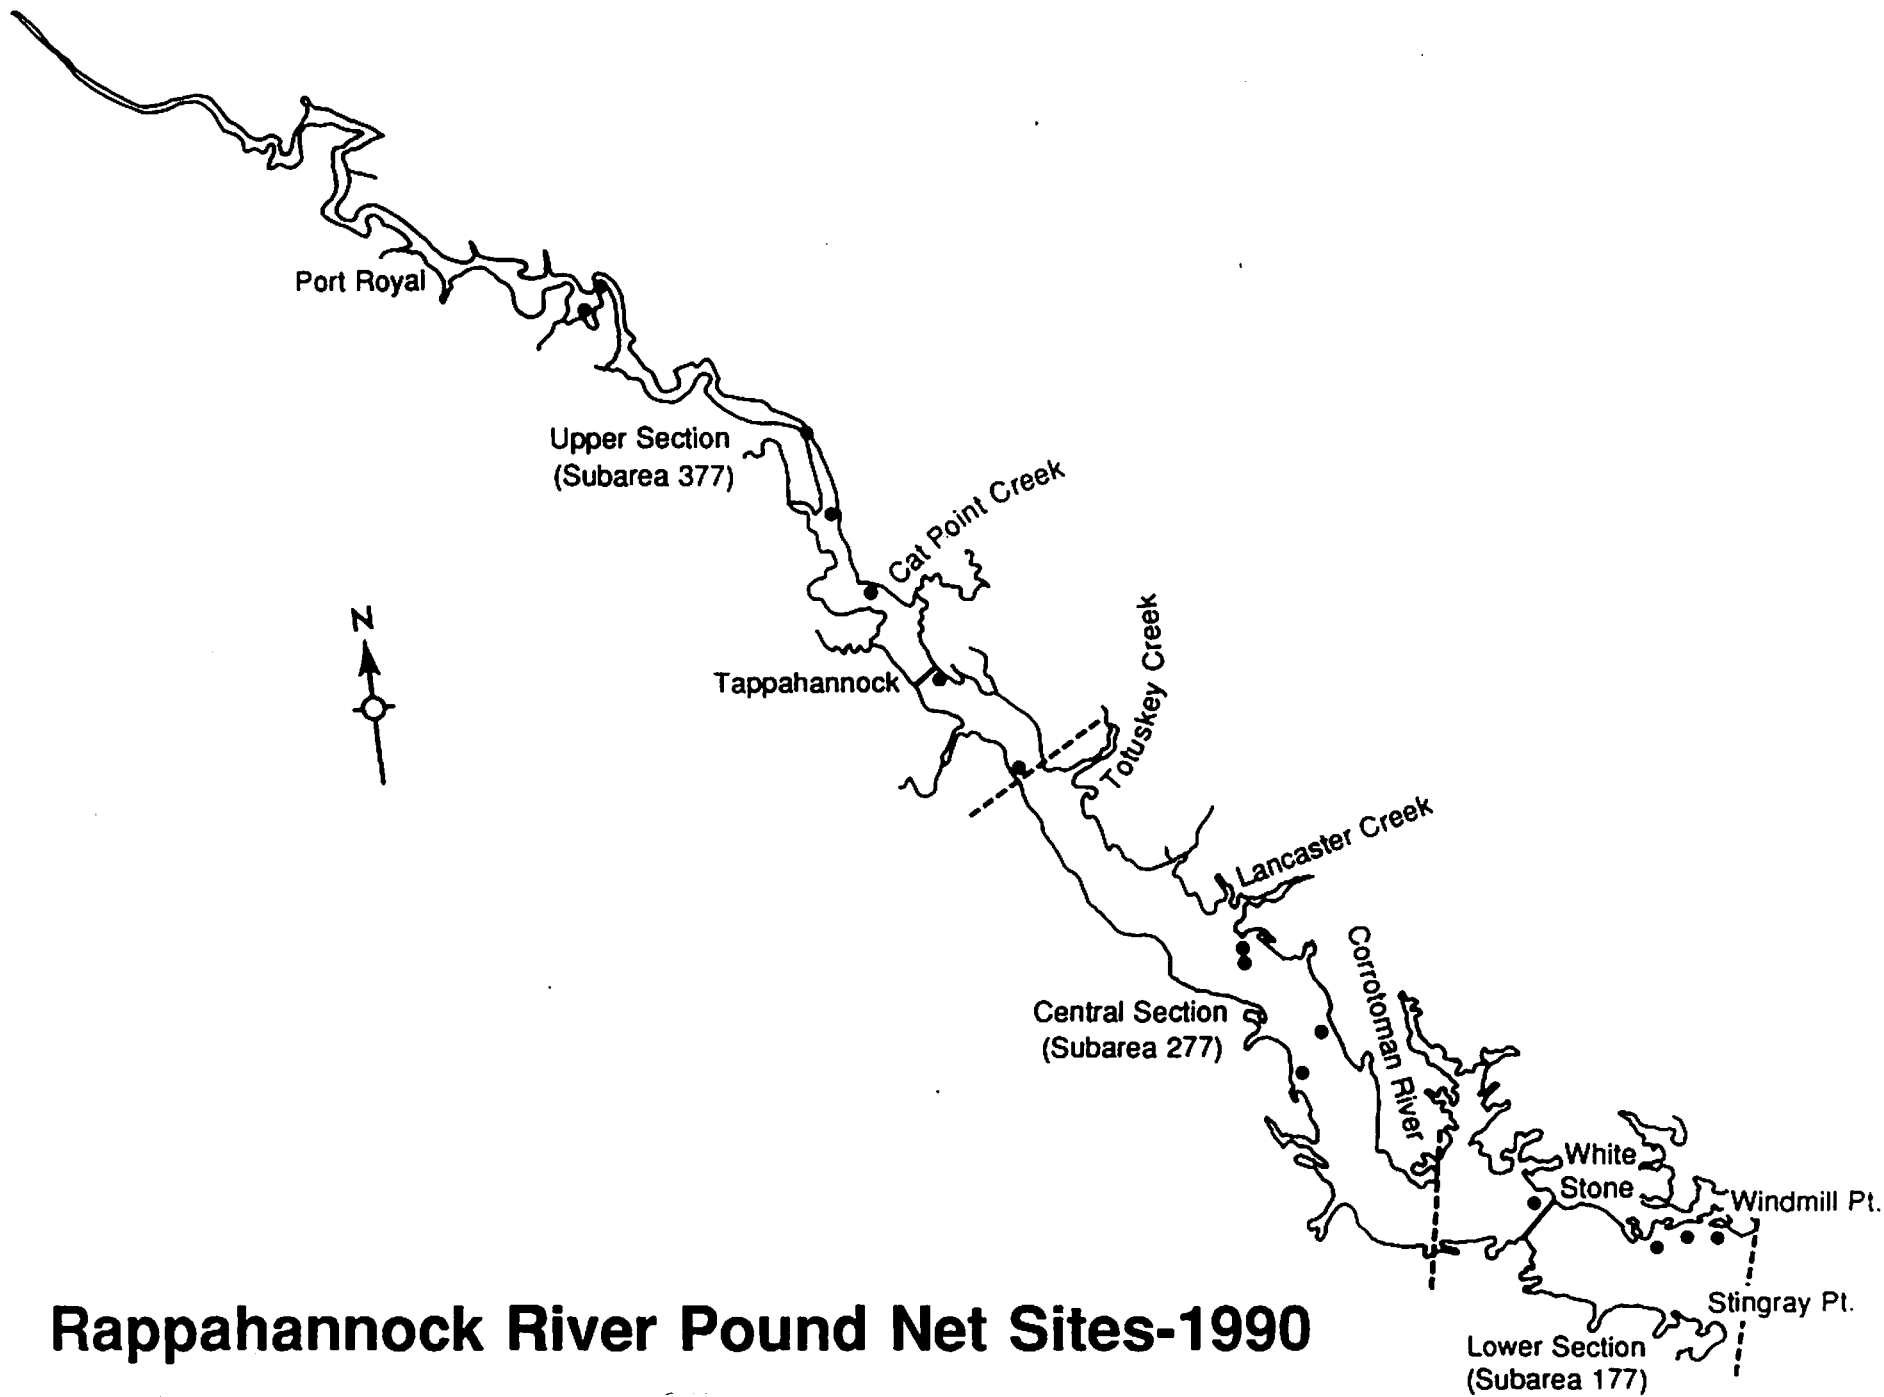 Port Royal
Upper Section
(Subarea 377)
Cat Point Creek
N
Totuskey Creek
Tappahannock
Lancaster Creek
Corrotoman River
Central Section
(Subarea 277)
White
Stone
Windmill Pt.
Stingray Pt.
Lower Section
(Subarea 177)
Rappahannock River Pound Net Sites-1990